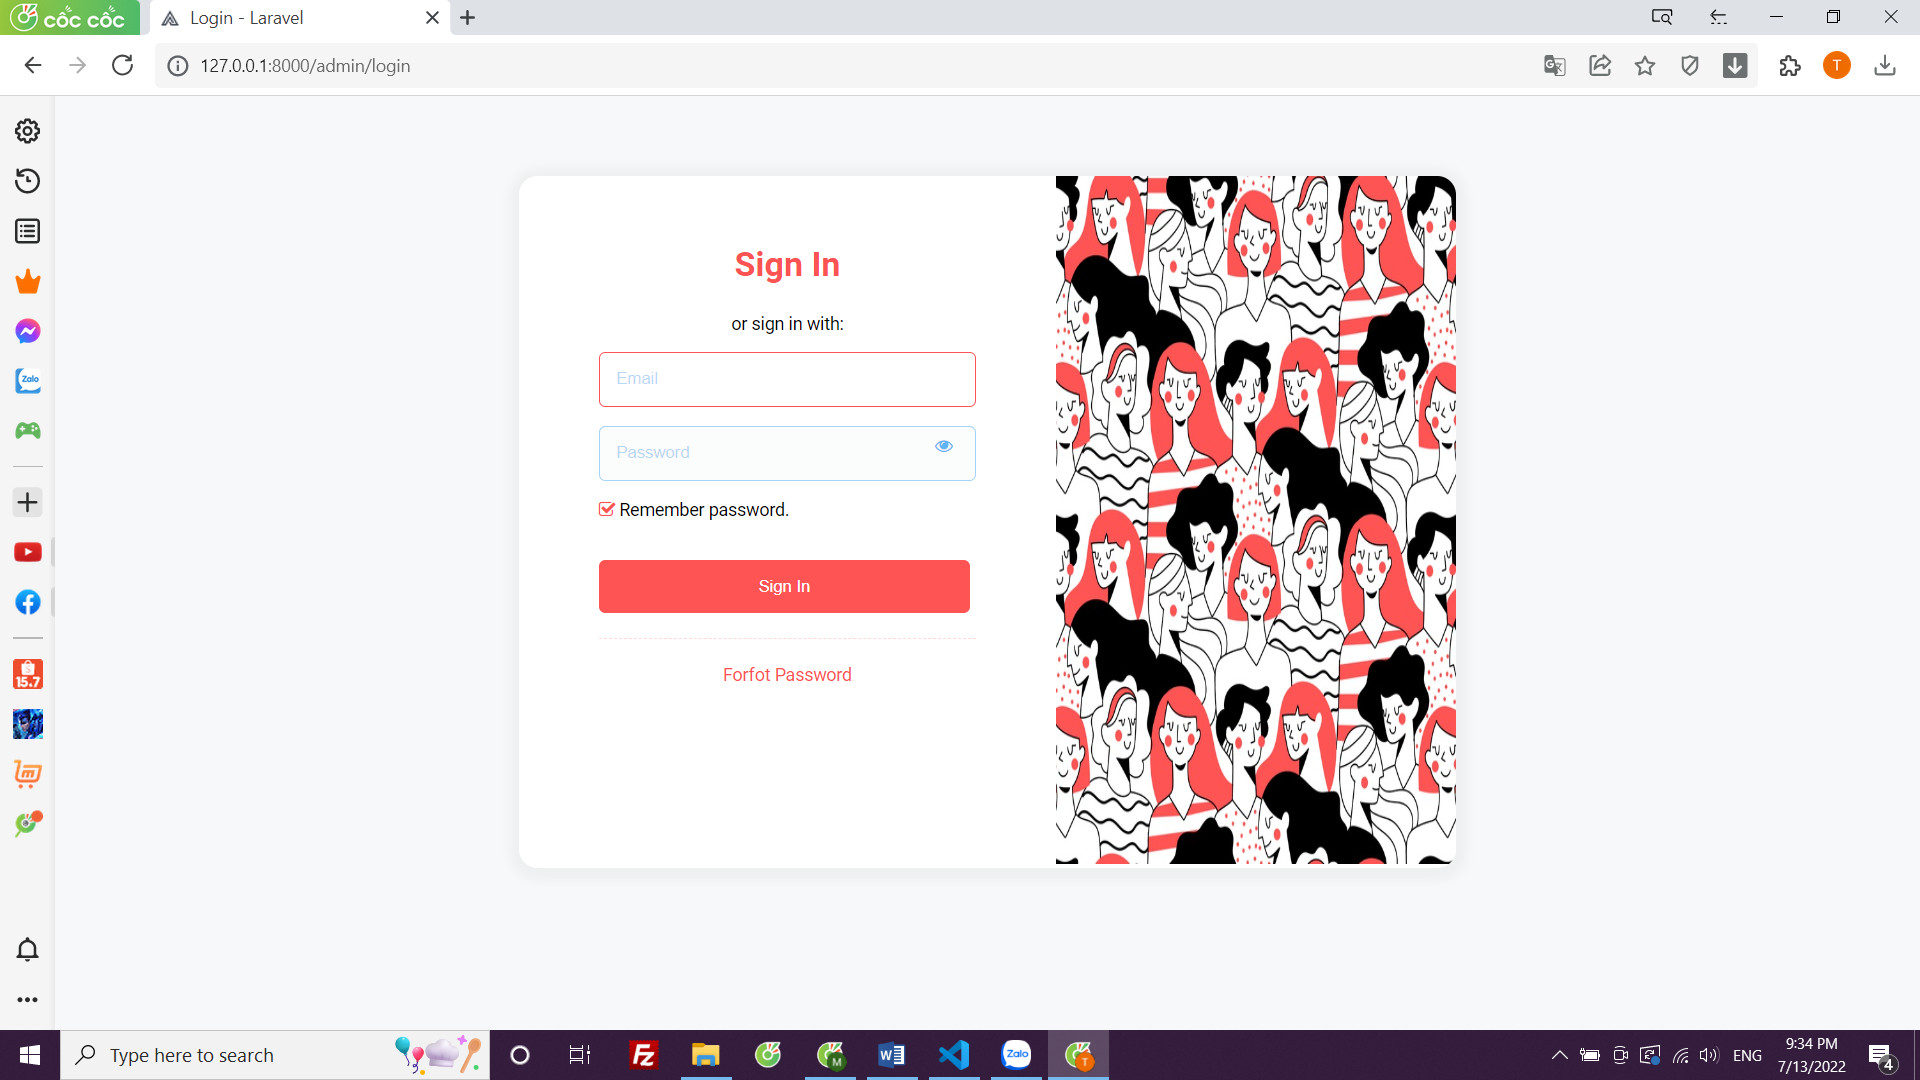 cốc cốc
Login - Laravel
127.0.0.1:8000/admin/login
T
Sign In
or sign in with:
Email
Password
Remember password.
Sign In
Forfot Password
Zalo
15.7
Type here to search
Fz
M
W
Zalo
T
ENG
9:34 PM
7/13/2022
4